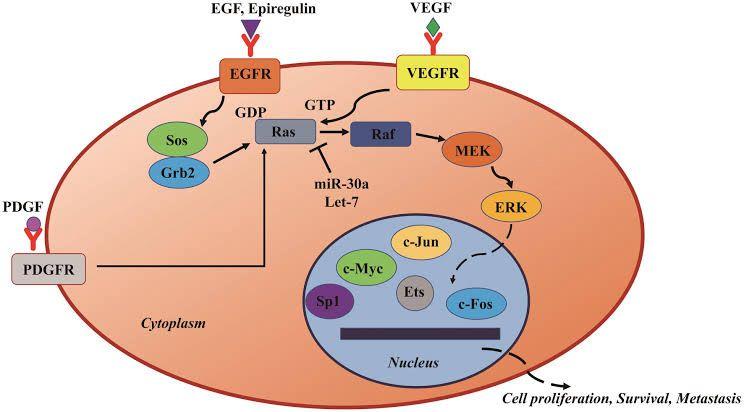 EGF, Epiregulin
VEGF
EGFR
VEGFR
GDP
GTP
Sos
Ras
Raf
MEK
Grb2
miR-30a
Let-7
PDGF
ERK
PDGFR
c-Jun
c-Myc
Ets
Sp1
c-Fos
Cytoplasm
Nucleus
Cell proliferation, Survival, Metastasis